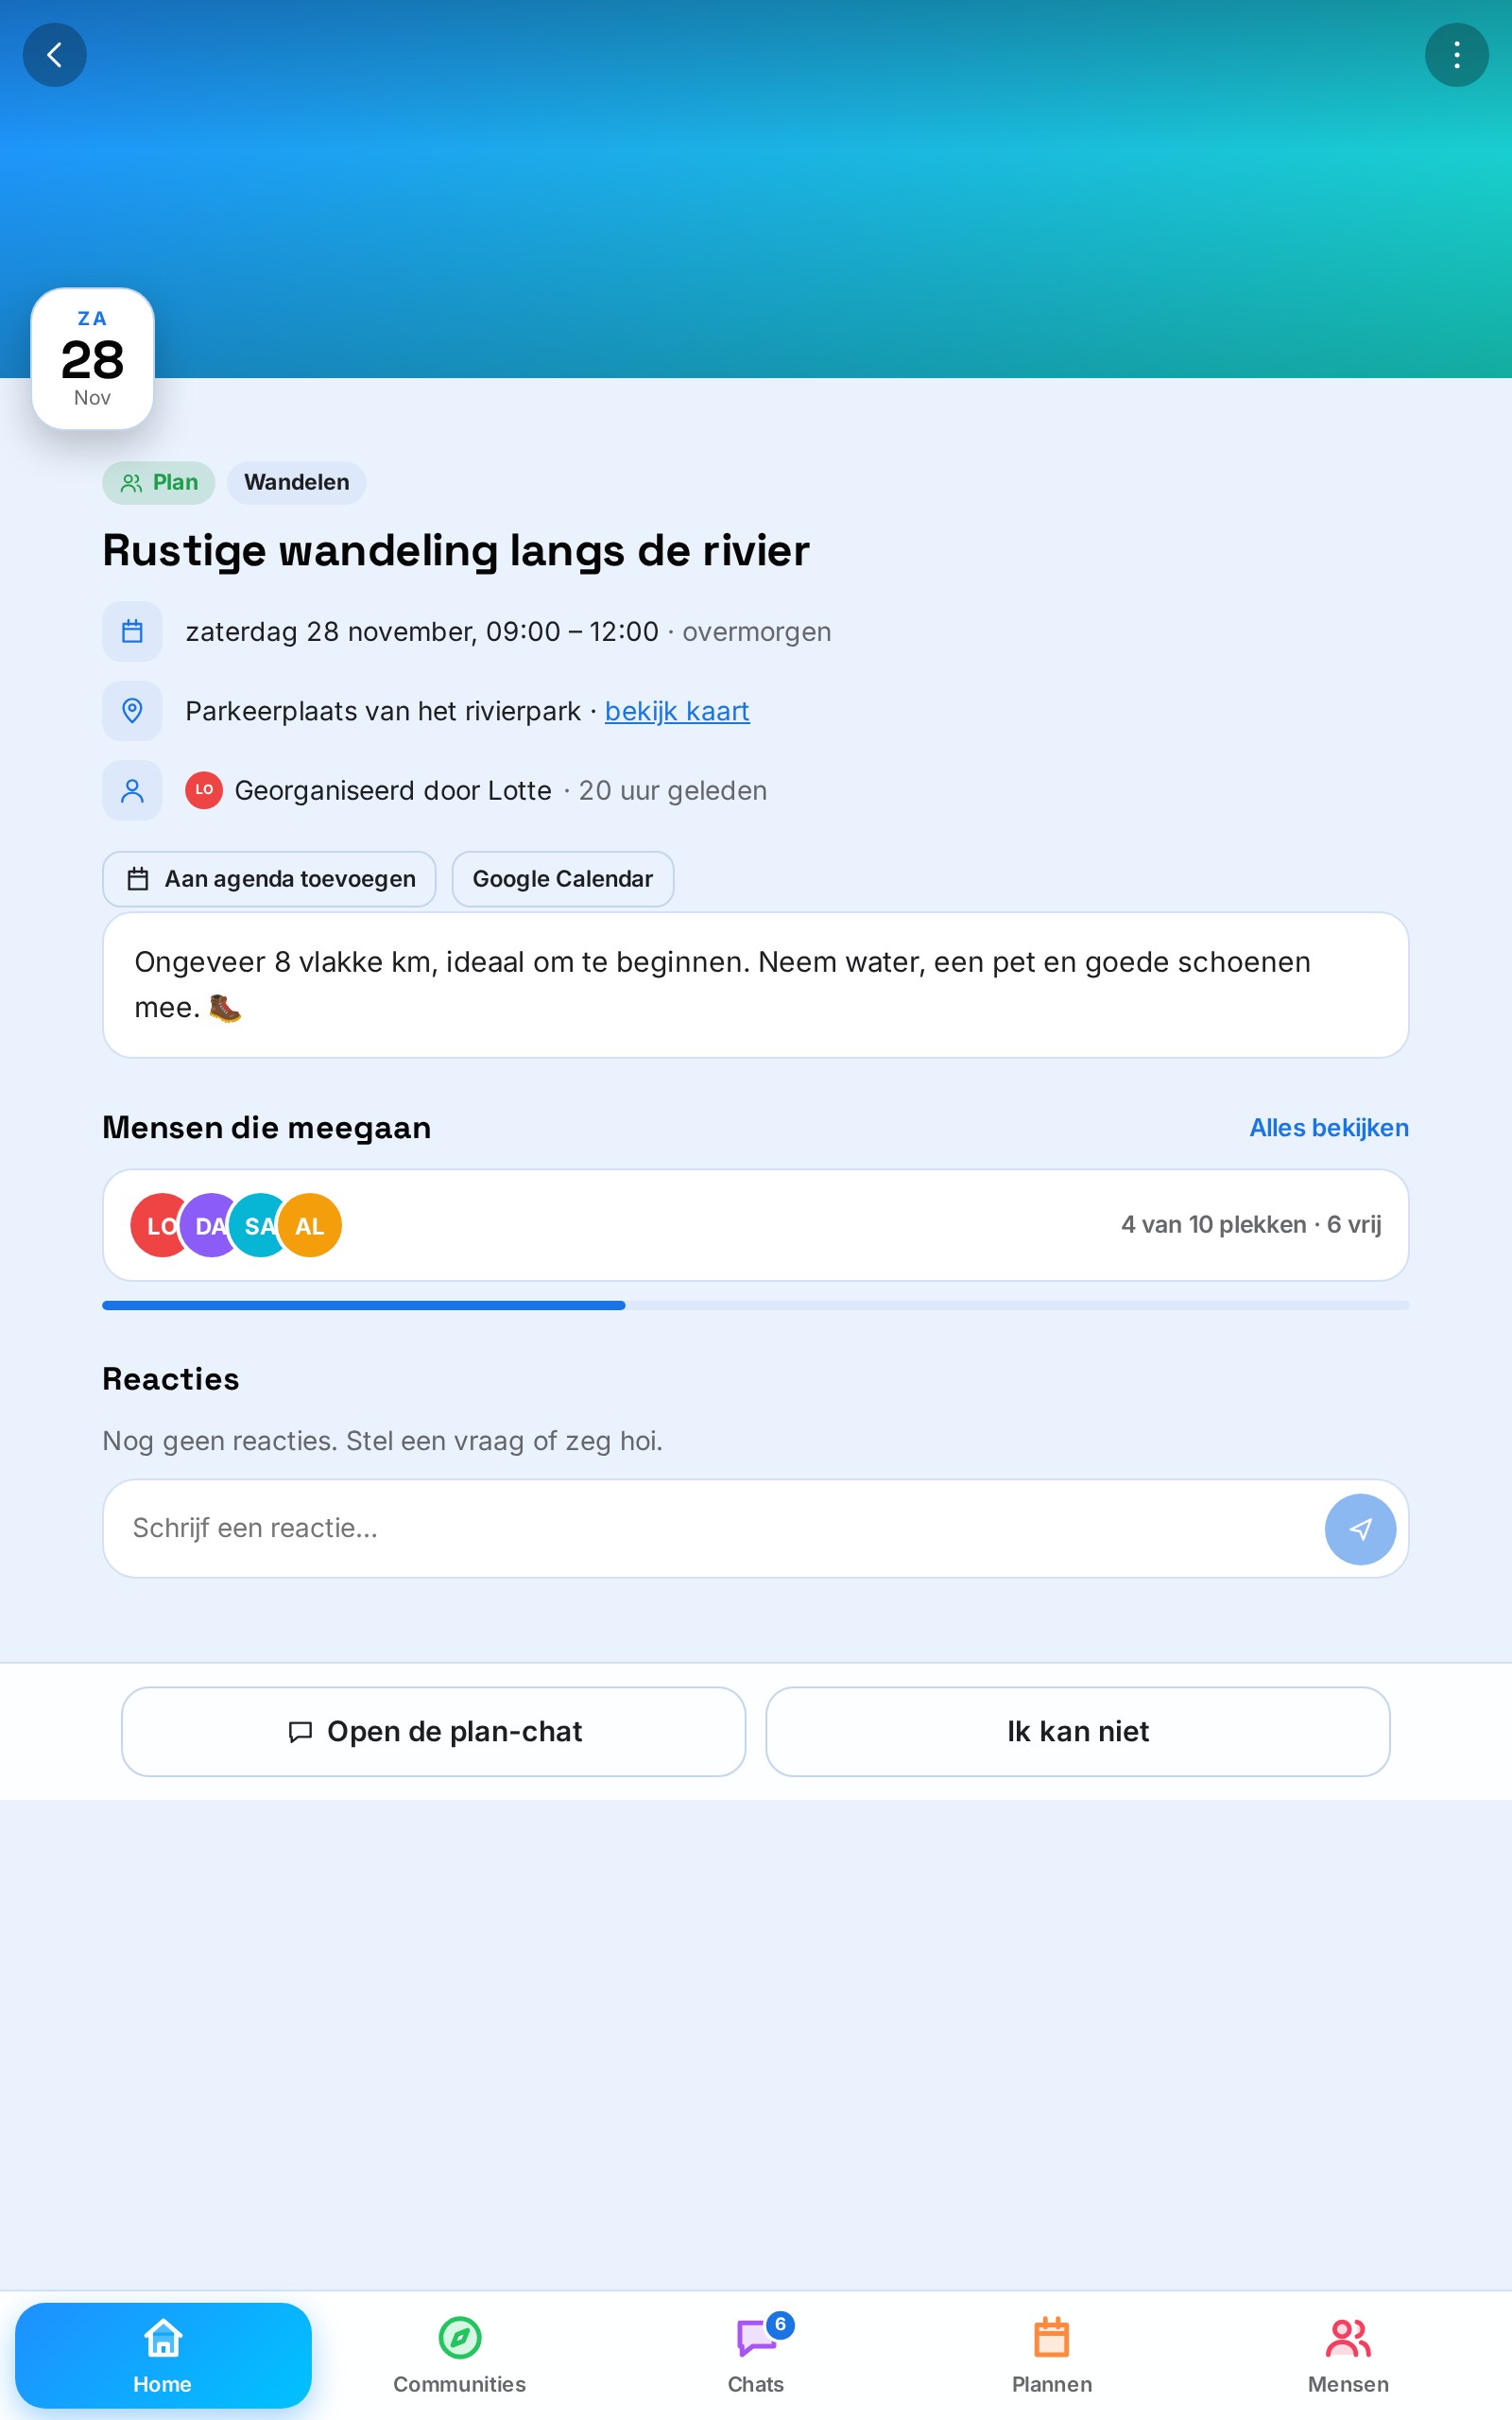 ZA
28
Nov
Plan
Wandelen
Rustige wandeling langs de rivier
zaterdag 28 november, 09:00 – 12:00 · overmorgen
Parkeerplaats van het rivierpark · bekijk kaart
LO Georganiseerd door Lotte · 20 uur geleden
Aan agenda toevoegen
Google Calendar
Ongeveer 8 vlakke km, ideaal om te beginnen. Neem water, een pet en goede schoenen
mee. 🥾
Mensen die meegaan
Alles bekijken
LO DA SA AL
4 van 10 plekken · 6 vrij
Reacties
Nog geen reacties. Stel een vraag of zeg hoi.
Schrijf een reactie...
Open de plan-chat
Ik kan niet
6
Home
Communities
Chats
Plannen
Mensen